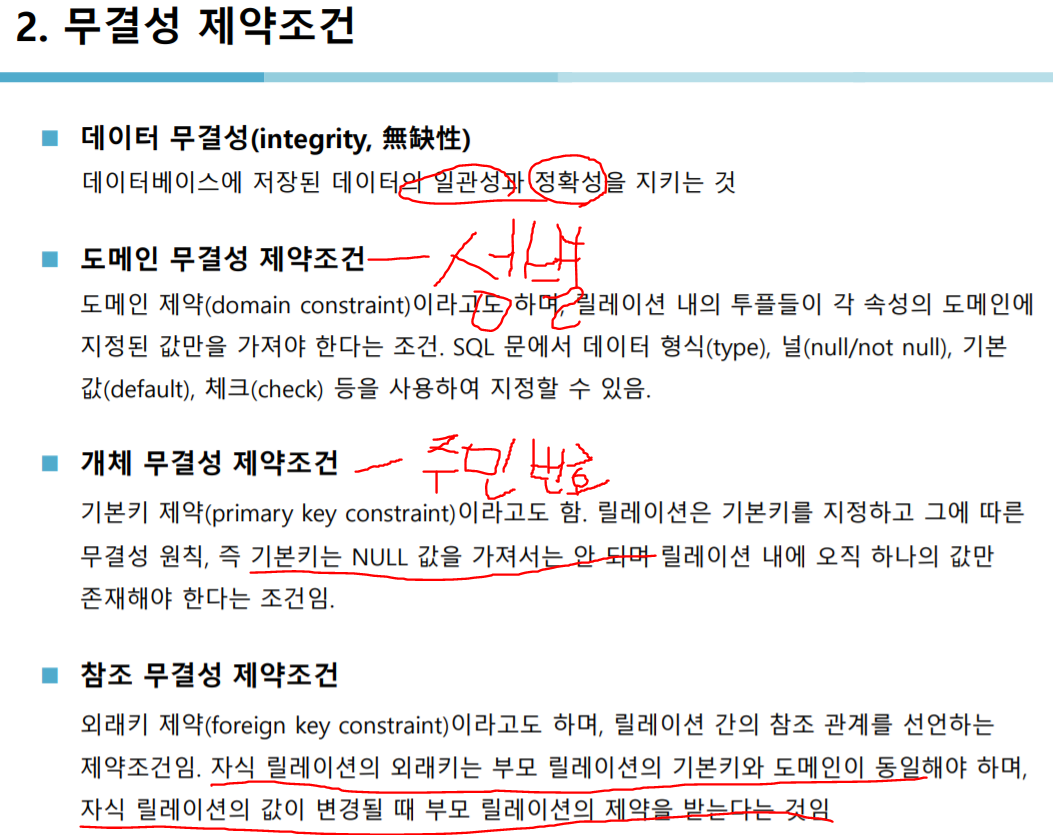 2. 무결성 제약조건
데이터 무결성(integrity, 無缺性)
데이터베이스에 저장된 데이터의 일관성과 정확성을 지키는 것
도메인 무결성 제약조건
성별
도메인 제약(domain constraint)이라고도 하며, 릴레이션 내의 투플들이 각 속성의 도메인에
지정된 값만을 가져야 한다는 조건. SQL 문에서 데이터 형식(type), 널(null/not null), 기본
값(default), 체크(check) 등을 사용하여 지정할 수 있음.
개체 무결성 제약조건
주민번호
기본키 제약(primary key constraint)이라고도 함. 릴레이션은 기본키를 지정하고 그에 따른
무결성 원칙, 즉 기본키는 NULL 값을 가져서는 안 되며 릴레이션 내에 오직 하나의 값만
존재해야 한다는 조건임.
참조 무결성 제약조건
외래키 제약(foreign key constraint)이라고도 하며, 릴레이션 간의 참조 관계를 선언하는
제약조건임. 자식 릴레이션의 외래키는 부모 릴레이션의 기본키와 도메인이 동일해야 하며,
자식 릴레이션의 값이 변경될 때 부모 릴레이션의 제약을 받는다는 것임